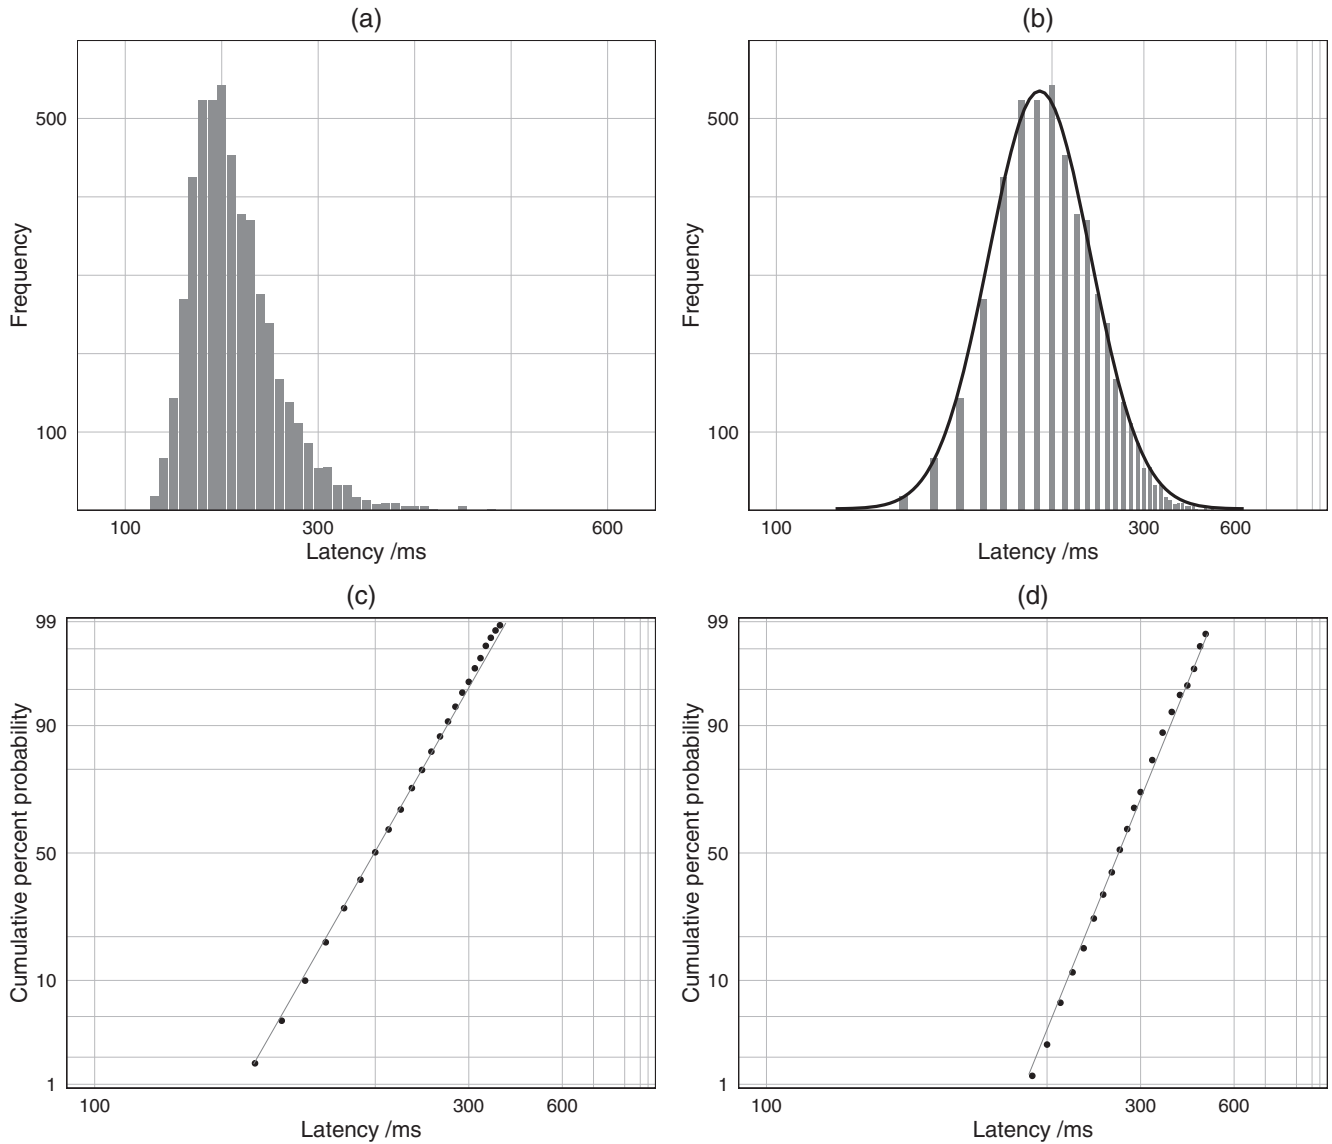 (a)
500
100
Frequency
100 300 600
Latency /ms
(b)
500
100
Frequency
100 300 600
Latency /ms
(c)
99
90
50
10
1
Cumulative percent probability
100 300 600
Latency /ms
(d)
99
90
50
10
1
Cumulative percent probability
100 300 600
Latency /ms